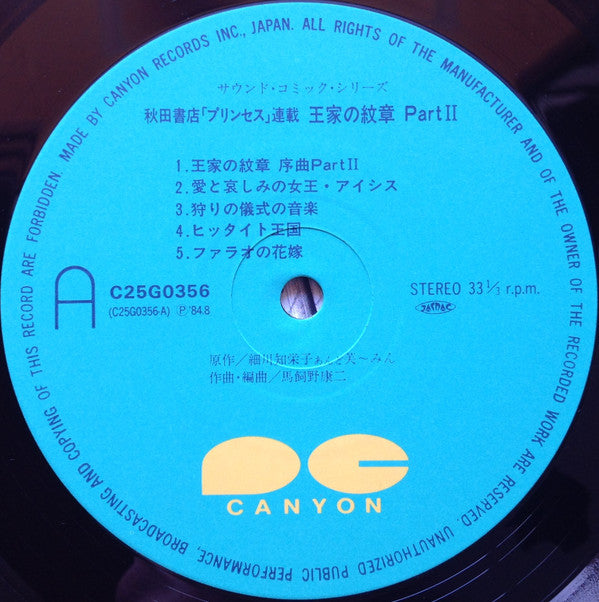 MADE BY CANYON RECORDS INC., JAPAN. ALL RIGHTS OF THE MANUFACTURER AND OF THE OWNER OF THE RECORDED WORK ARE RESERVED. UNAUTHORIZED PUBLIC PERFORMANCE, BROADCASTING AND COPYING OF THIS RECORD ARE FORBIDDEN.
サウンド・コミック・シリーズ
秋田書店「プリンセス」連載 王家の紋章 Part II
1.王家の紋章 序曲Part II
2.愛と哀しみの女王・アイシス
3.狩りの儀式の音楽
4.ヒッタイト王国
5.ファラオの花嫁
A
C25G0356
(C25G0356-A) Ⓟ'84.8
STEREO 33 1/3 r.p.m.
JASRAC
原作/細川知栄子あんど芙〜みん
作曲・編曲/馬飼野康二
CANYON